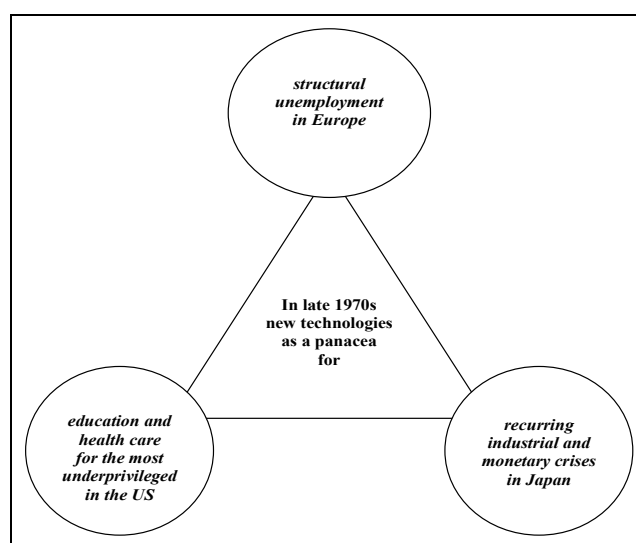 structural
unemployment
in Europe
In late 1970s
new technologies
as a panacea
for
education and
health care
for the most
underprivileged
in the US
recurring
industrial and
monetary crises
in Japan